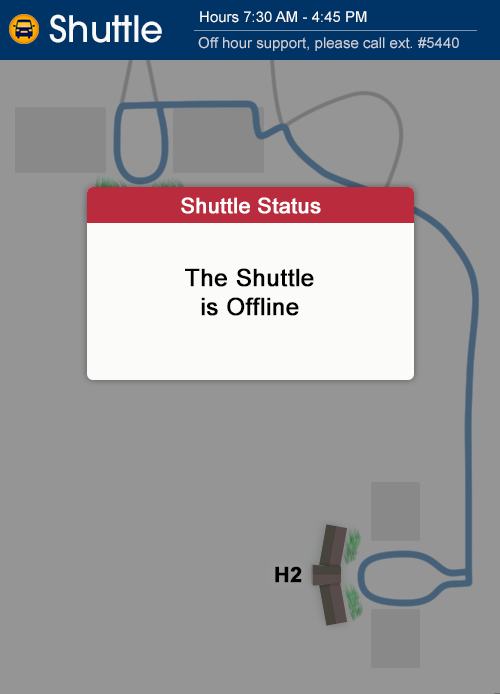 Shuttle
Hours 7:30 AM - 4:45 PM
Off hour support, please call ext. #5440
Shuttle Status
The Shuttle
is Offline
H2